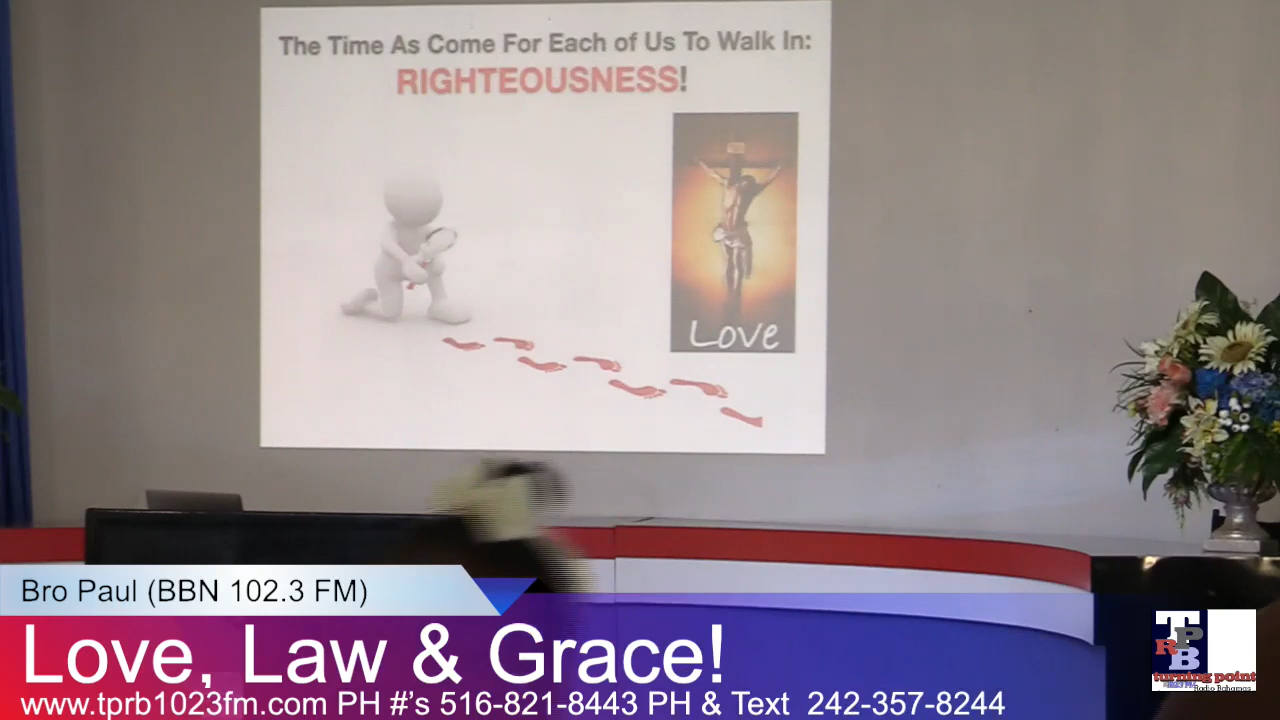 The Time As Come For Each of Us To Walk In:
RIGHTEOUSNESS!
Love
Bro Paul (BBN 102.3 FM)
Love, Law & Grace!
www.tprb1023fm.com PH #'s 516-821-8443 PH & Text 242-357-8244
TRPB
turning point
Radio Bahamas